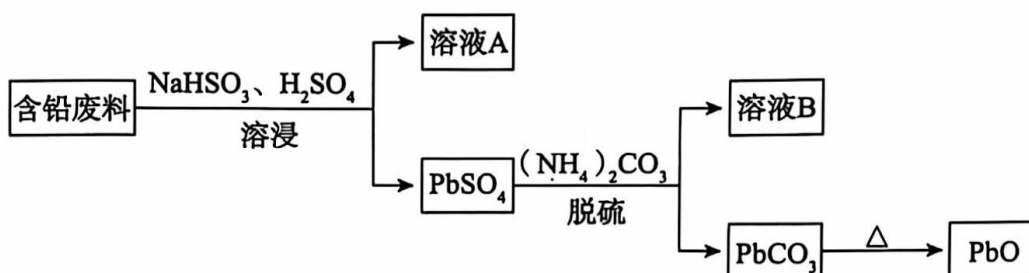 含铅废料
NaHSO₃、H₂SO₄
溶浸
溶液A
PbSO₄
(NH₄)₂CO₃
脱硫
溶液B
PbCO₃
△
PbO